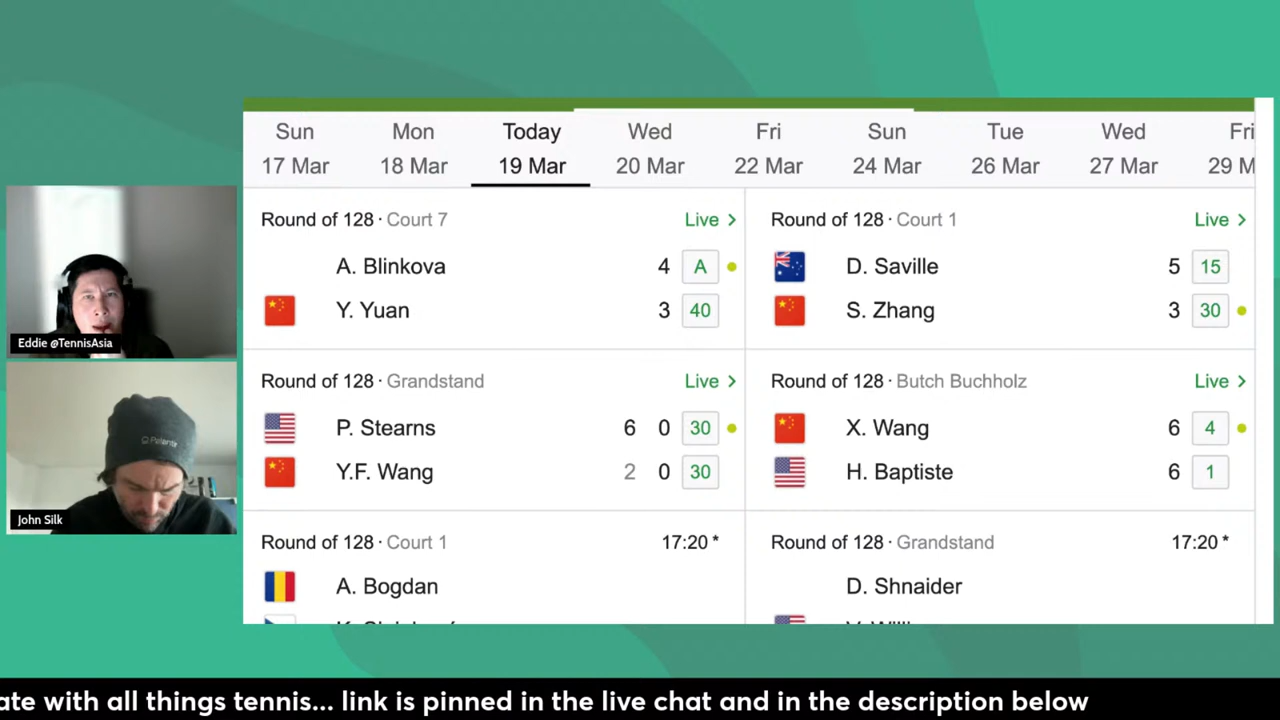 Sun Mon Today Wed Fri Sun Tue Wed Fri
17 Mar 18 Mar 19 Mar 20 Mar 22 Mar 24 Mar 26 Mar 27 Mar 29 M
Round of 128 · Court 7 Live >
A. Blinkova 4 A
Y. Yuan 3 40
Round of 128 · Court 1 Live >
D. Saville 5 15
S. Zhang 3 30
Round of 128 · Grandstand Live >
P. Stearns 6 0 30
Y.F. Wang 2 0 30
Round of 128 · Butch Buchholz Live >
X. Wang 6 4
H. Baptiste 6 1
Round of 128 · Court 1 17:20 *
A. Bogdan
Round of 128 · Grandstand 17:20 *
D. Shnaider
Eddie @TennisAsia
John Silk
ate with all things tennis... link is pinned in the live chat and in the description below